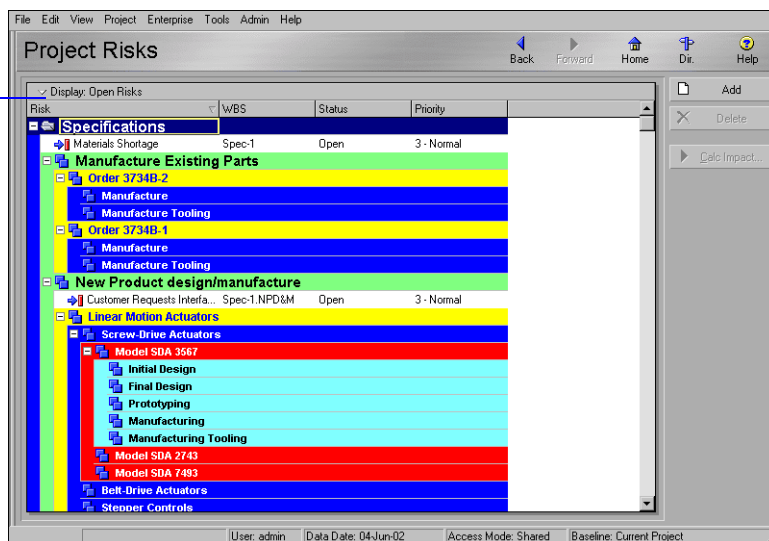 File Edit View Project Enterprise Tools Admin Help
Project Risks
Back Forward Home Dir. Help
Display: Open Risks
Risk WBS Status Priority
Specifications
Materials Shortage Spec-1 Open 3 - Normal
Manufacture Existing Parts
Order 3734B-2
Manufacture
Manufacture Tooling
Order 3734B-1
Manufacture
Manufacture Tooling
New Product design/manufacture
Customer Requests Interfa... Spec-1.NPD&M Open 3 - Normal
Linear Motion Actuators
Screw-Drive Actuators
Model SDA 3567
Initial Design
Final Design
Prototyping
Manufacturing
Manufacturing Tooling
Model SDA 2743
Model SDA 7493
Belt-Drive Actuators
Stepper Controls
Add
Delete
Calc Impact...
User: admin Data Date: 04-Jun-02 Access Mode: Shared Baseline: Current Project